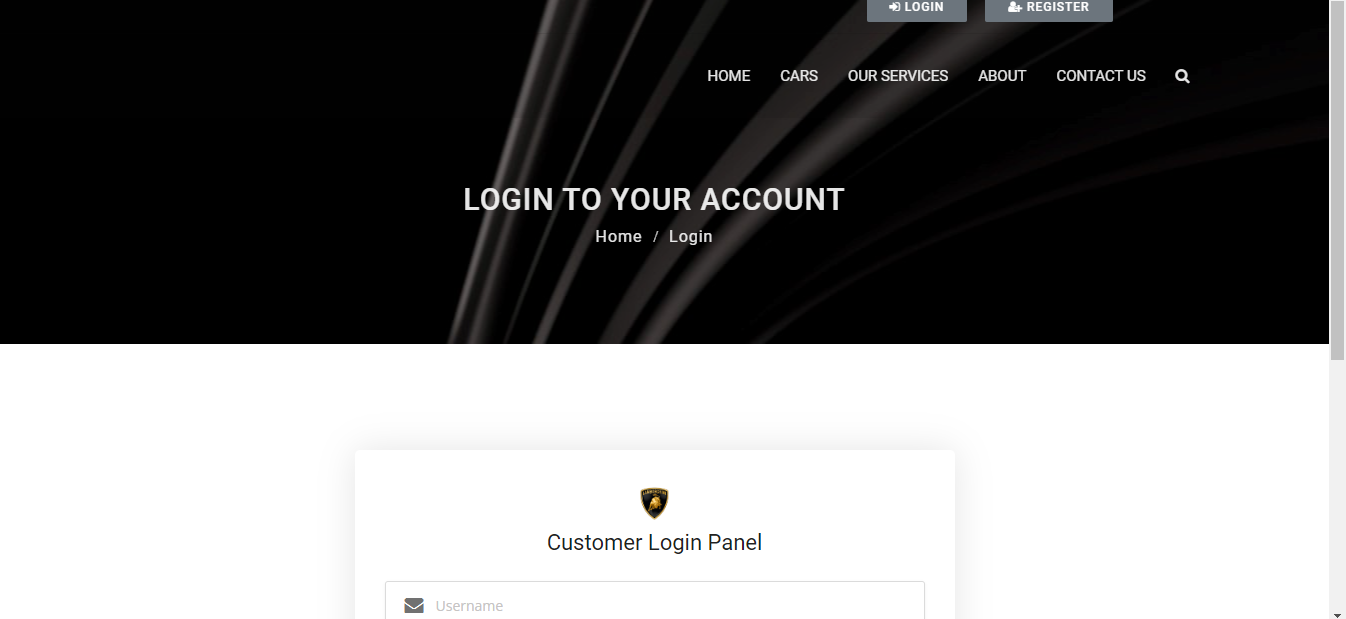 LOGIN REGISTER
HOME CARS OUR SERVICES ABOUT CONTACT US
LOGIN TO YOUR ACCOUNT
Home / Login
Customer Login Panel
Username